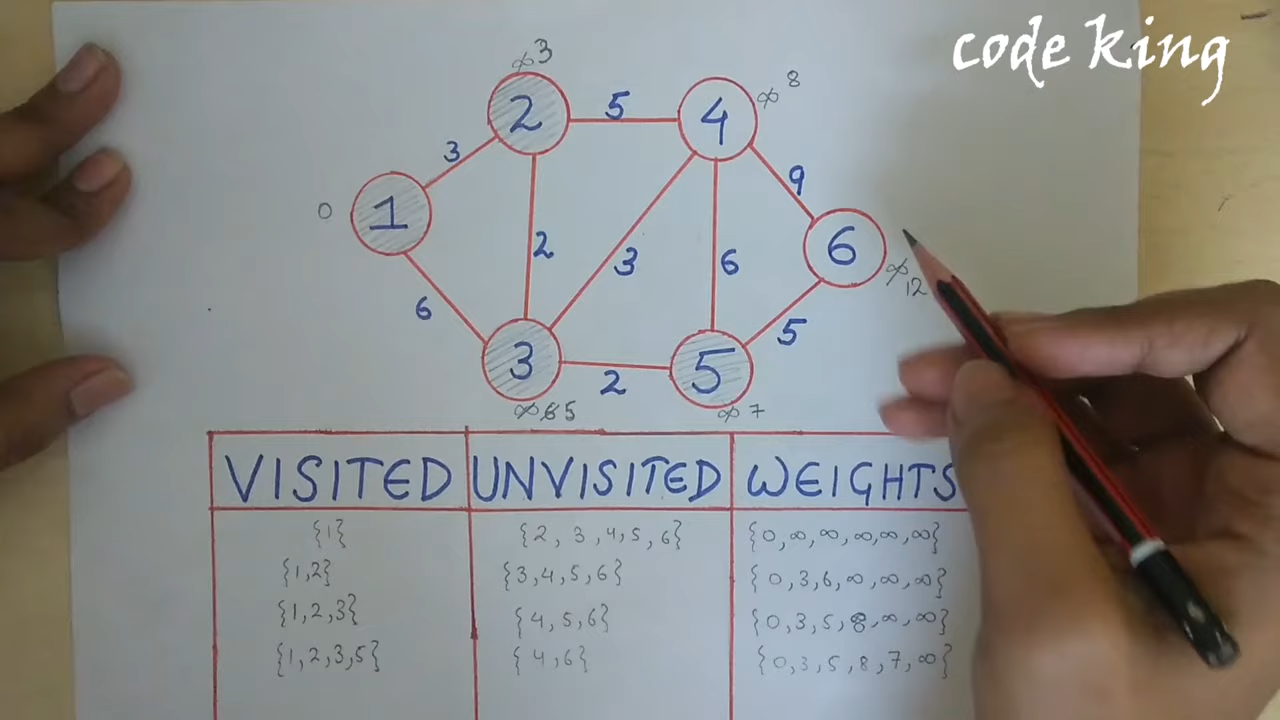 code king
∞ 3
2
5
4
∞ 8
3
9
0
1
2
3
6
6
∞ 12
6
5
3
2
5
∞ 6 5
∞ 7
VISITED UNVISITED WEIGHTS
{1} {2, 3, 4, 5, 6} {0, ∞, ∞, ∞, ∞, ∞}
{1,2} {3,4,5,6} {0,3,6,∞,∞,∞}
{1,2,3} {4,5,6} {0,3,5,8,∞,∞}
{1,2,3,5} {4,6} {0,3,5,8,7,∞}